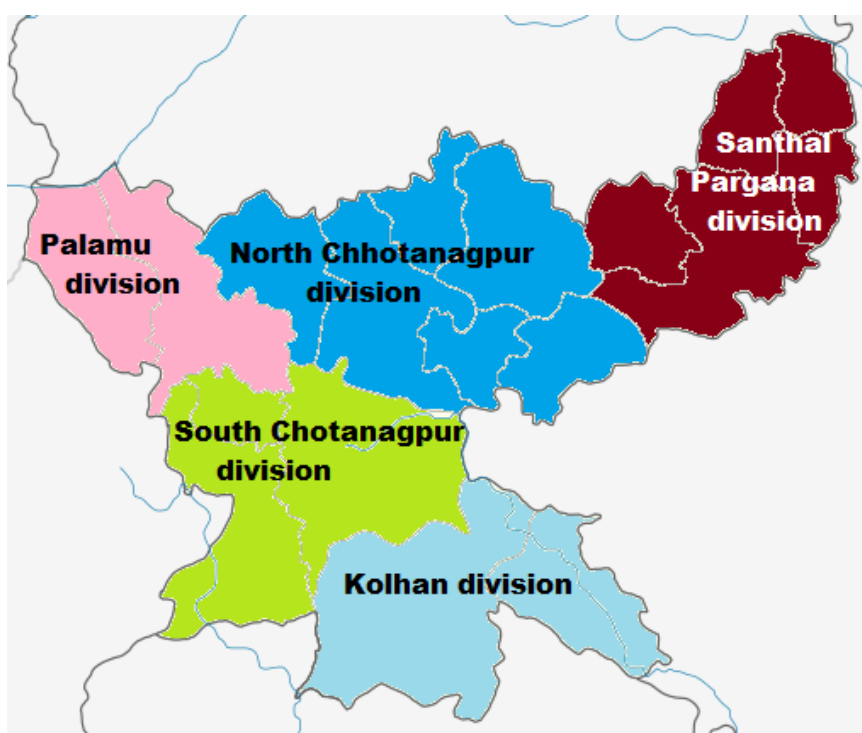 Santhal
Pargana
division
Palamu
division
North Chhotanagpur
division
South Chotanagpur
division
Kolhan division